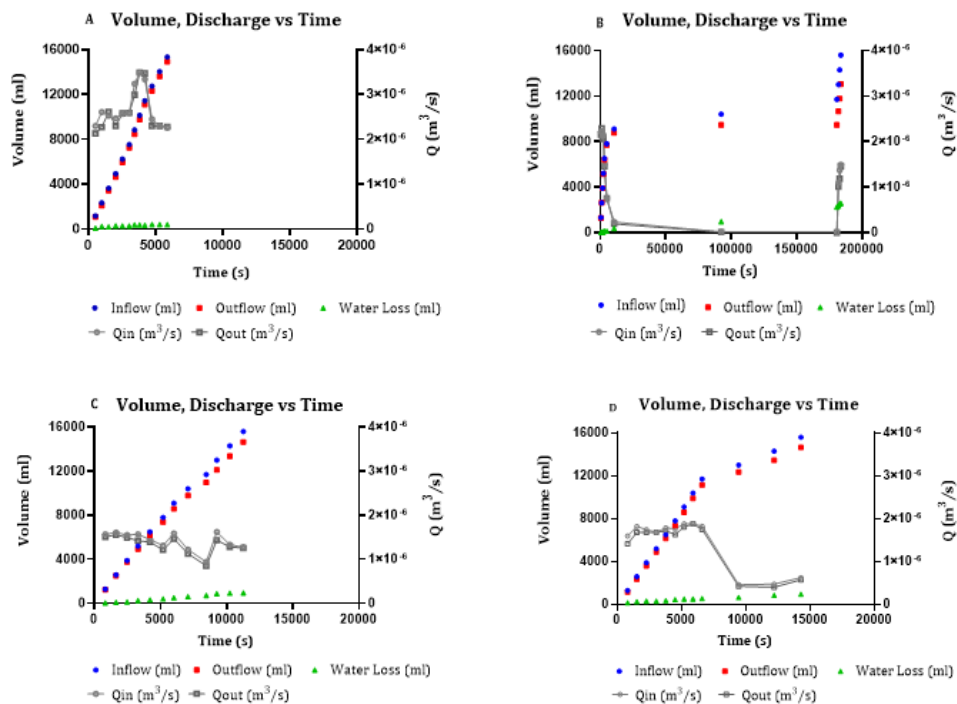 A Volume, Discharge vs Time
16000
12000
8000
4000
0
Volume (ml)
4×10⁻⁶
3×10⁻⁶
2×10⁻⁶
1×10⁻⁶
0
Q (m³/s)
0 5000 10000 15000 20000
Time (s)
Inflow (ml) Outflow (ml) Water Loss (ml)
Qin (m³/s) Qout (m³/s)
B Volume, Discharge vs Time
16000
12000
8000
4000
0
Volume (ml)
4×10⁻⁶
3×10⁻⁶
2×10⁻⁶
1×10⁻⁶
0
Q (m³/s)
0 50000 100000 150000 200000
Time (s)
Inflow (ml) Outflow (ml) Water Loss (ml)
Qin (m³/s) Qout (m³/s)
C Volume, Discharge vs Time
16000
12000
8000
4000
0
Volume (ml)
4×10⁻⁶
3×10⁻⁶
2×10⁻⁶
1×10⁻⁶
0
Q (m³/s)
0 5000 10000 15000 20000
Time (s)
Inflow (ml) Outflow (ml) Water Loss (ml)
Qin (m³/s) Qout (m³/s)
D Volume, Discharge vs Time
16000
12000
8000
4000
0
Volume (ml)
4×10⁻⁶
3×10⁻⁶
2×10⁻⁶
1×10⁻⁶
0
Q (m³/s)
0 5000 10000 15000 20000
Time (s)
Inflow (ml) Outflow (ml) Water Loss (ml)
Qin (m³/s) Qout (m³/s)